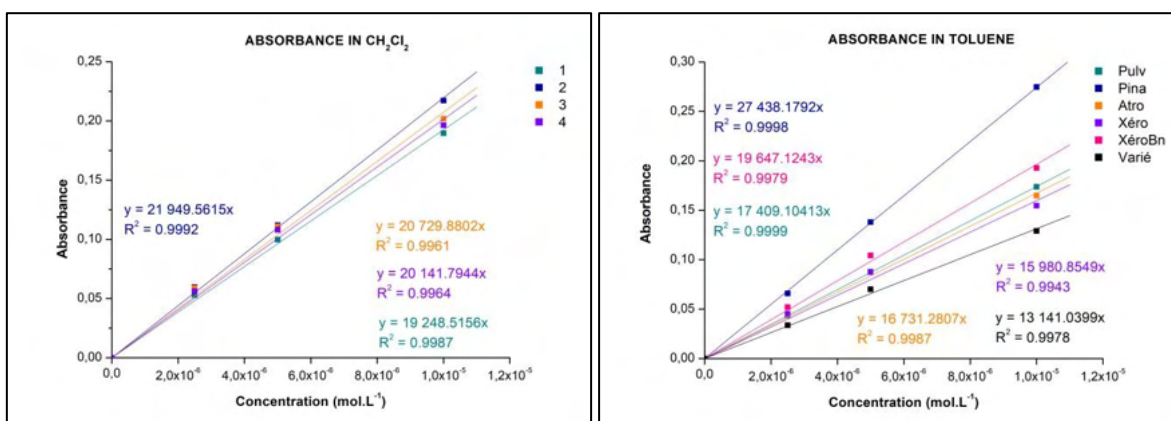 ABSORBANCE IN CH2Cl2
0,25
0,20
0,15
0,10
0,05
0,00
Absorbance
1
2
3
4
y = 21 949.5615x
R² = 0.9992
y = 20 729.8802x
R² = 0.9961
y = 20 141.7944x
R² = 0.9964
y = 19 248.5156x
R² = 0.9987
0,0 2,0x10⁻⁶ 4,0x10⁻⁶ 6,0x10⁻⁶ 8,0x10⁻⁶ 1,0x10⁻⁵ 1,2x10⁻⁵
Concentration (mol.L⁻¹)
ABSORBANCE IN TOLUENE
0,30
0,25
0,20
0,15
0,10
0,05
0,00
Absorbance
Pulv
Pina
Atro
Xéro
XéroBn
Varié
y = 27 438.1792x
R² = 0.9998
y = 19 647.1243x
R² = 0.9979
y = 17 409.10413x
R² = 0.9999
y = 15 980.8549x
R² = 0.9943
y = 16 731.2807x
R² = 0.9987
y = 13 141.0399x
R² = 0.9978
0,0 2,0x10⁻⁶ 4,0x10⁻⁶ 6,0x10⁻⁶ 8,0x10⁻⁶ 1,0x10⁻⁵ 1,2x10⁻⁵
Concentration (mol.L⁻¹)